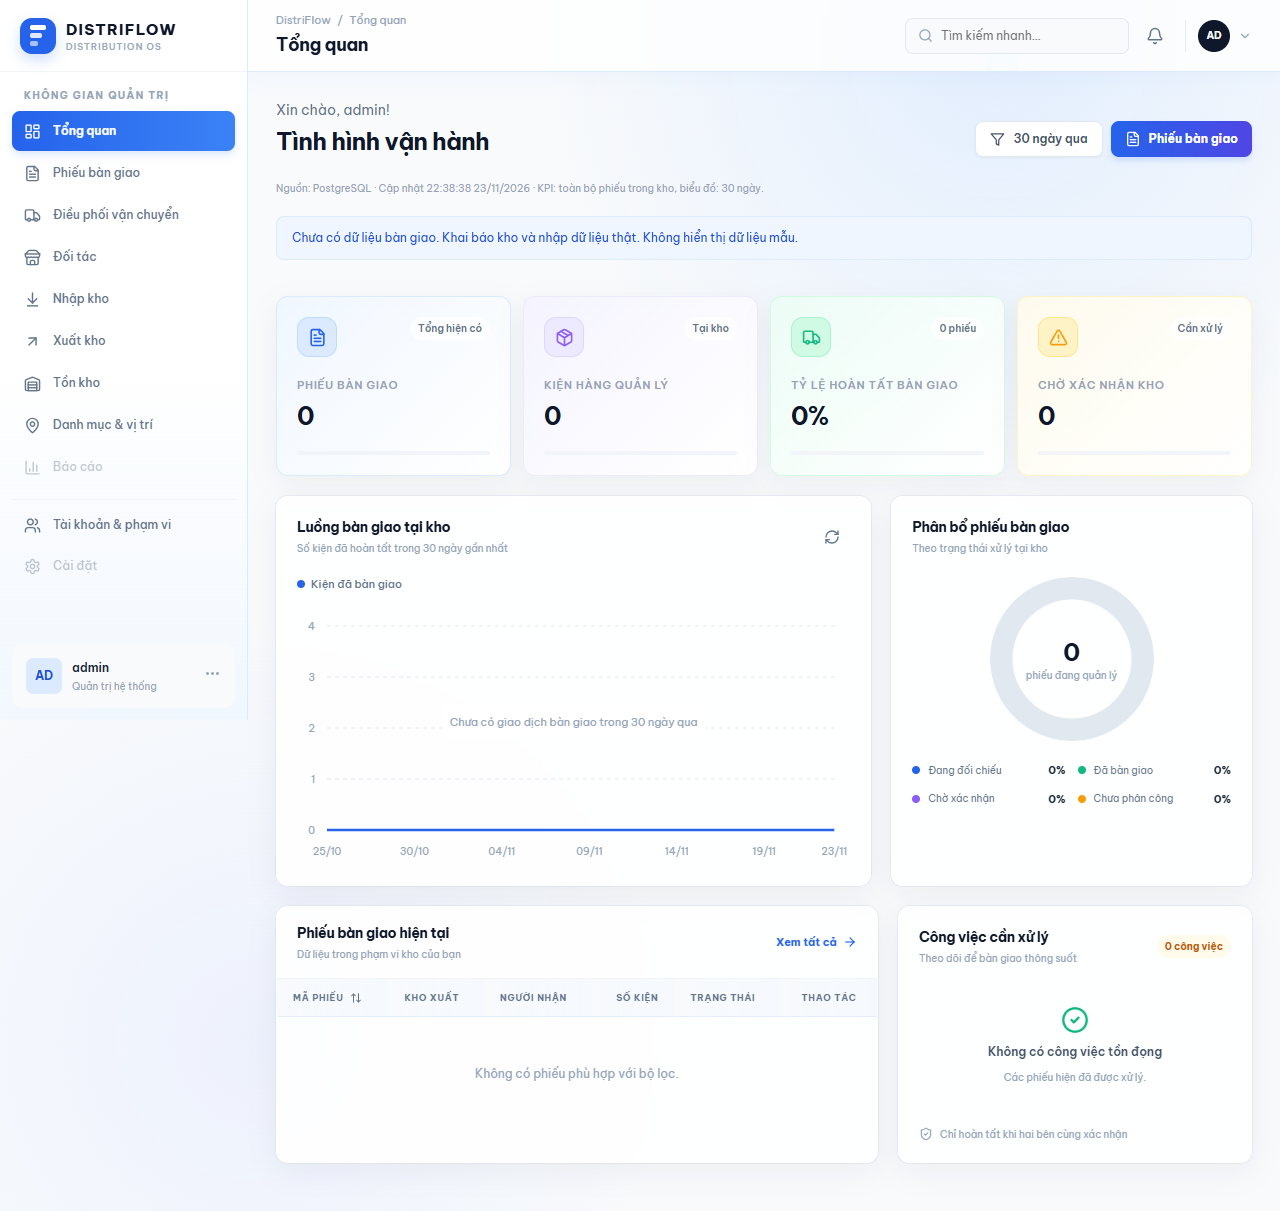 DISTRIFLOW
DISTRIBUTION OS
KHÔNG GIAN QUẢN TRỊ
Tổng quan
Phiếu bàn giao
Điều phối vận chuyển
Đối tác
Nhập kho
Xuất kho
Tồn kho
Danh mục & vị trí
Báo cáo
Tài khoản & phạm vi
Cài đặt
AD
admin
Quản trị hệ thống
DistriFlow / Tổng quan
Tổng quan
Tìm kiếm nhanh...
AD
Xin chào, admin!
Tình hình vận hành
30 ngày qua
Phiếu bàn giao
Nguồn: PostgreSQL · Cập nhật 22:38:38 23/11/2026 · KPI: toàn bộ phiếu trong kho, biểu đồ: 30 ngày.
Chưa có dữ liệu bàn giao. Khai báo kho và nhập dữ liệu thật. Không hiển thị dữ liệu mẫu.
Tổng hiện có
PHIẾU BÀN GIAO
0
Tại kho
KIỆN HÀNG QUẢN LÝ
0
0 phiếu
TỶ LỆ HOÀN TẤT BÀN GIAO
0%
Cần xử lý
CHỜ XÁC NHẬN KHO
0
Luồng bàn giao tại kho
Số kiện đã hoàn tất trong 30 ngày gần nhất
Kiện đã bàn giao
4
3
2
1
0
Chưa có giao dịch bàn giao trong 30 ngày qua
25/10 30/10 04/11 09/11 14/11 19/11 23/11
Phân bổ phiếu bàn giao
Theo trạng thái xử lý tại kho
0
phiếu đang quản lý
Đang đối chiếu 0%
Đã bàn giao 0%
Chờ xác nhận 0%
Chưa phân công 0%
Phiếu bàn giao hiện tại
Dữ liệu trong phạm vi kho của bạn
Xem tất cả
MÃ PHIẾU KHO XUẤT NGƯỜI NHẬN SỐ KIỆN TRẠNG THÁI THAO TÁC
Không có phiếu phù hợp với bộ lọc.
Công việc cần xử lý
Theo dõi để bàn giao thông suốt
0 công việc
Không có công việc tồn đọng
Các phiếu hiện đã được xử lý.
Chỉ hoàn tất khi hai bên cùng xác nhận